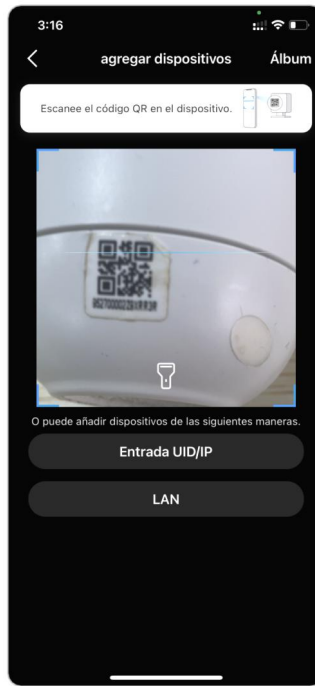 3:16
agregar dispositivos
Álbum
Escanee el código QR en el dispositivo.
O puede añadir dispositivos de las siguientes maneras.
Entrada UID/IP
LAN